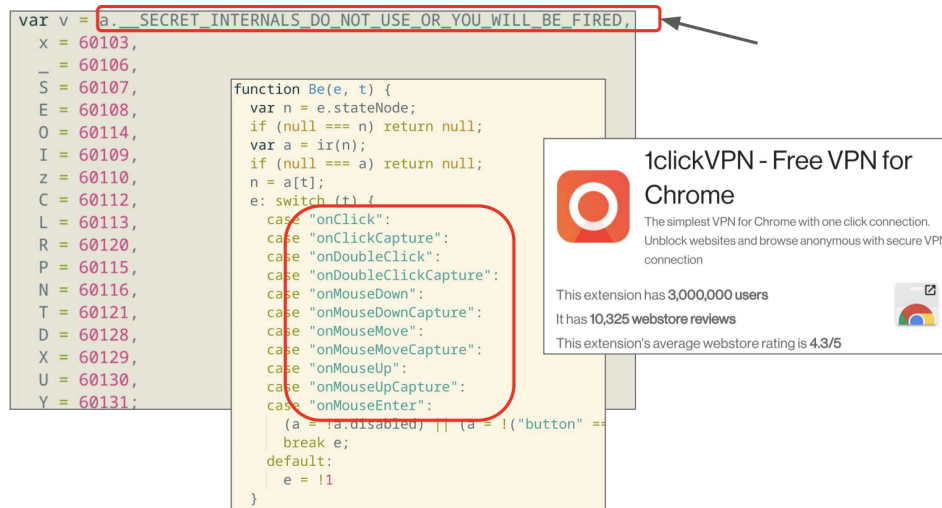 var v = a.__SECRET_INTERNALS_DO_NOT_USE_OR_YOU_WILL_BE_FIRED,
x = 60103,
_ = 60106,
S = 60107,
E = 60108,
O = 60114,
I = 60109,
z = 60110,
C = 60112,
L = 60113,
R = 60120,
P = 60115,
N = 60116,
T = 60121,
D = 60128,
X = 60129,
U = 60130,
Y = 60131;
function Be(e, t) {
var n = e.stateNode;
if (null === n) return null;
var a = ir(n);
if (null === a) return null;
n = a[t];
e: switch (t) {
case "onClick":
case "onClickCapture":
case "onDoubleClick":
case "onDoubleClickCapture":
case "onMouseDown":
case "onMouseDownCapture":
case "onMouseMove":
case "onMouseMoveCapture":
case "onMouseUp":
case "onMouseUpCapture":
case "onMouseEnter":
(a = !a.disabled) || (a = !("button" ==
break e;
default:
e = !1
}
1clickVPN - Free VPN for
Chrome
The simplest VPN for Chrome with one click connection.
Unblock websites and browse anonymous with secure VPN
connection
This extension has 3,000,000 users
It has 10,325 webstore reviews
This extension's average webstore rating is 4.3/5